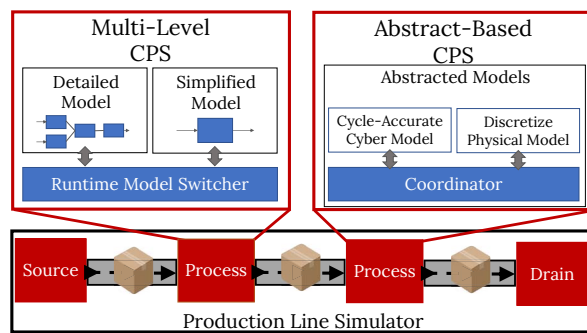 Multi-Level
CPS
Detailed
Model
Simplified
Model
Runtime Model Switcher
Abstract-Based
CPS
Abstracted Models
Cycle-Accurate
Cyber Model
Discretize
Physical Model
Coordinator
Source
Process
Process
Drain
Production Line Simulator